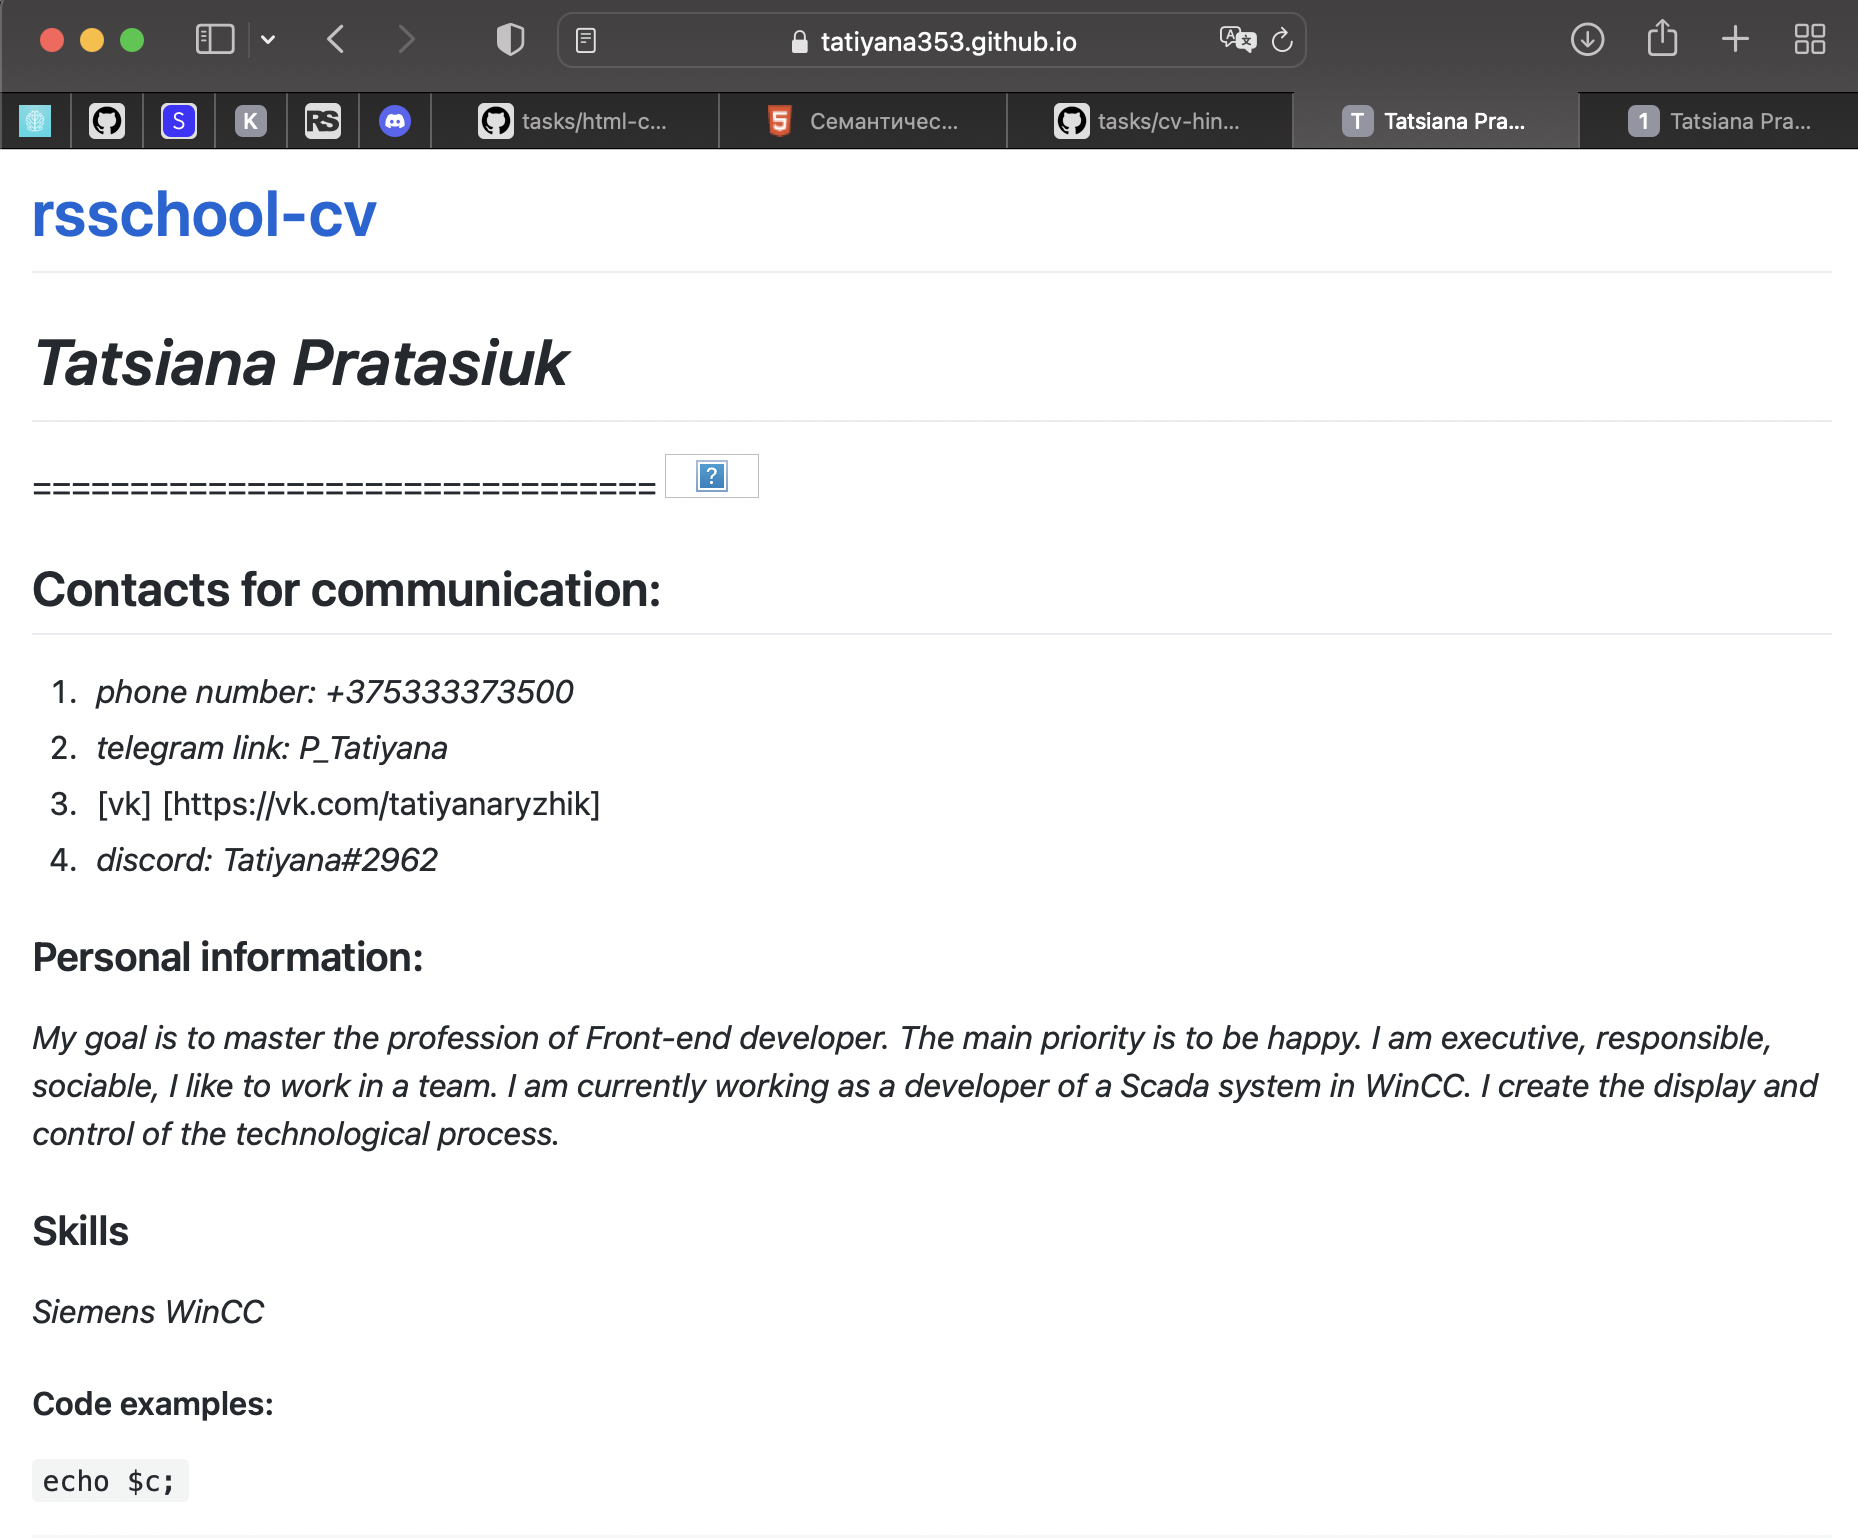 tatiyana353.github.io
S
K
RS
tasks/html-c...
5
Семантичес...
tasks/cv-hin...
T
Tatsiana Pra...
1
Tatsiana Pra...
rsschool-cv
Tatsiana Pratasiuk
================================
?
Contacts for communication:
1. phone number: +375333373500
2. telegram link: P_Tatiyana
3. [vk] [https://vk.com/tatiyanaryzhik]
4. discord: Tatiyana#2962
Personal information:
My goal is to master the profession of Front-end developer. The main priority is to be happy. I am executive, responsible,
sociable, I like to work in a team. I am currently working as a developer of a Scada system in WinCC. I create the display and
control of the technological process.
Skills
Siemens WinCC
Code examples:
echo $c;